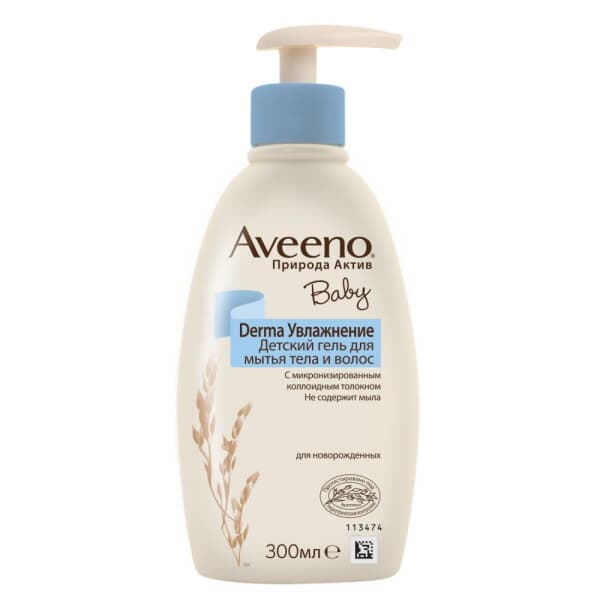 Aveeno®
Природа Актив
Baby
Derma Увлажнение
Детский гель для
мытья тела и волос
С микронизированным
коллоидным толокном
Не содержит мыла
для новорожденных
113474
300мл e